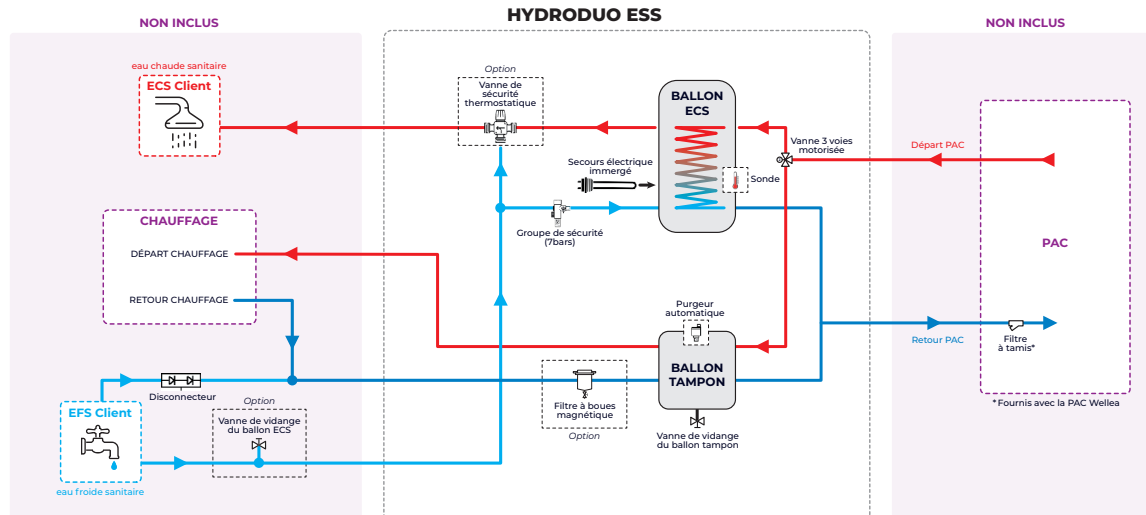 HYDRODUO ESS
NON INCLUS
NON INCLUS
eau chaude sanitaire
ECS Client
Option
Vanne de
sécurité
thermostatique
BALLON
ECS
Vanne 3 voies
motorisée
Départ PAC
Secours électrique
immergé
Sonde
Groupe de sécurité
(7bars)
CHAUFFAGE
DÉPART CHAUFFAGE
RETOUR CHAUFFAGE
PAC
Purgeur
automatique
BALLON
TAMPON
Retour PAC
Filtre
à tamis*
Disconnecteur
EFS Client
Option
Vanne de vidange
du ballon ECS
Filtre à boues
magnétique
Option
Vanne de vidange
du ballon tampon
*Fournis avec la PAC Wellea
eau froide sanitaire